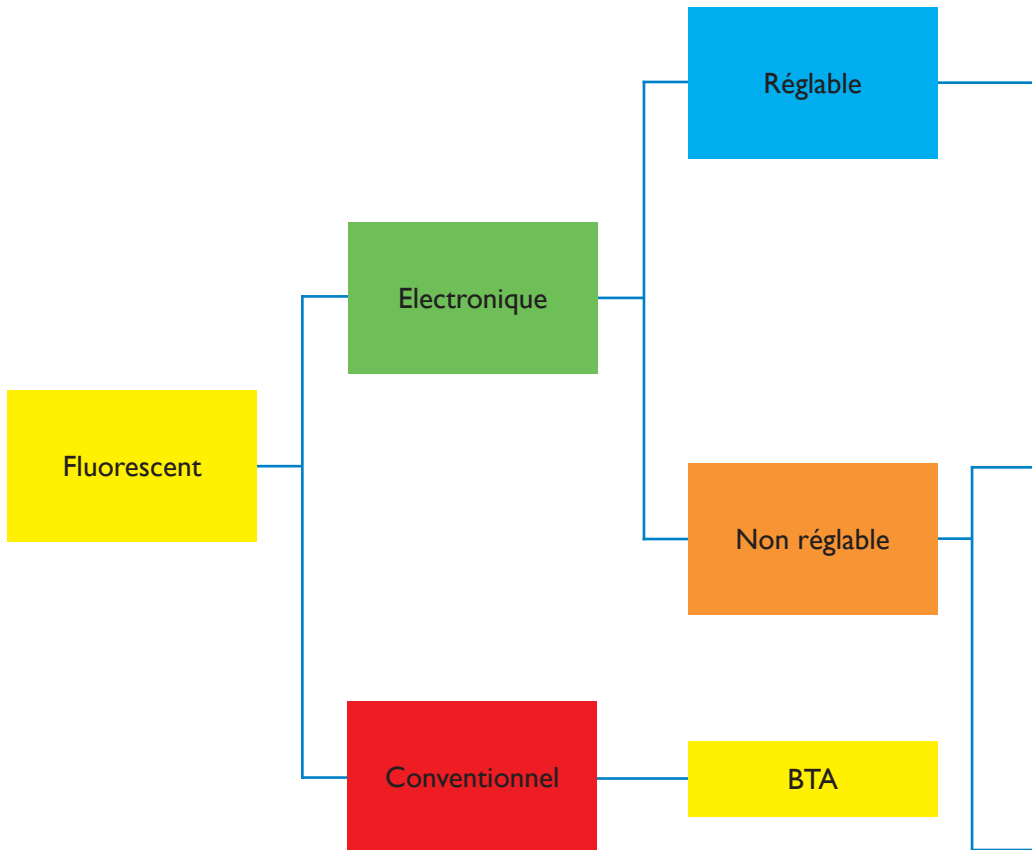 Réglable
Electronique
Fluorescent
Non réglable
Conventionnel
BTA